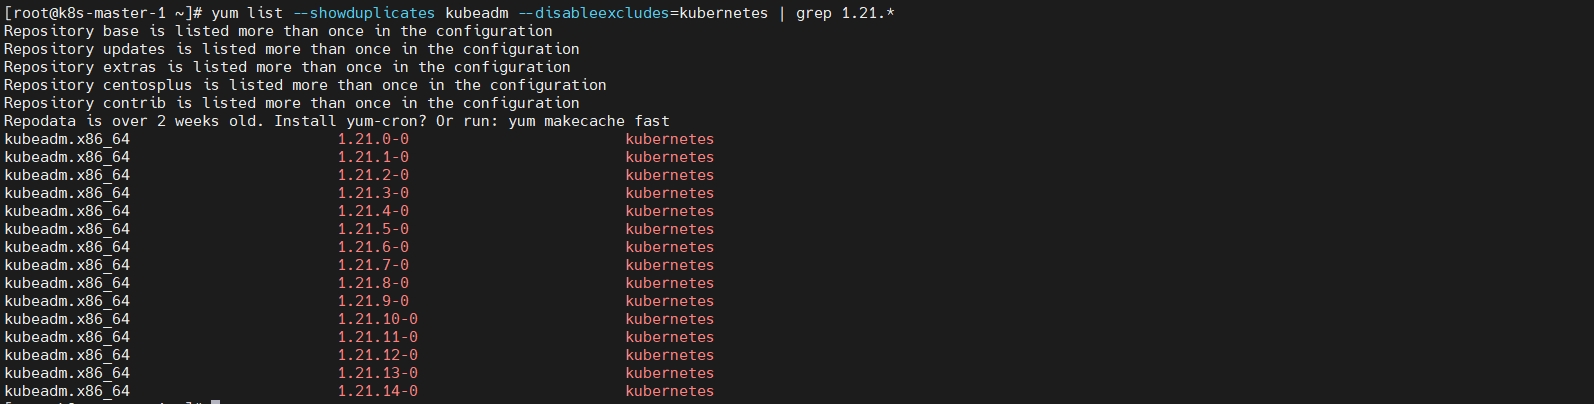 [root@k8s-master-1 ~]# yum list --showduplicates kubeadm --disableexcludes=kubernetes | grep 1.21.*
Repository base is listed more than once in the configuration
Repository updates is listed more than once in the configuration
Repository extras is listed more than once in the configuration
Repository centosplus is listed more than once in the configuration
Repository contrib is listed more than once in the configuration
Repodata is over 2 weeks old. Install yum-cron? Or run: yum makecache fast
kubeadm.x86_64 1.21.0-0 kubernetes
kubeadm.x86_64 1.21.1-0 kubernetes
kubeadm.x86_64 1.21.2-0 kubernetes
kubeadm.x86_64 1.21.3-0 kubernetes
kubeadm.x86_64 1.21.4-0 kubernetes
kubeadm.x86_64 1.21.5-0 kubernetes
kubeadm.x86_64 1.21.6-0 kubernetes
kubeadm.x86_64 1.21.7-0 kubernetes
kubeadm.x86_64 1.21.8-0 kubernetes
kubeadm.x86_64 1.21.9-0 kubernetes
kubeadm.x86_64 1.21.10-0 kubernetes
kubeadm.x86_64 1.21.11-0 kubernetes
kubeadm.x86_64 1.21.12-0 kubernetes
kubeadm.x86_64 1.21.13-0 kubernetes
kubeadm.x86_64 1.21.14-0 kubernetes